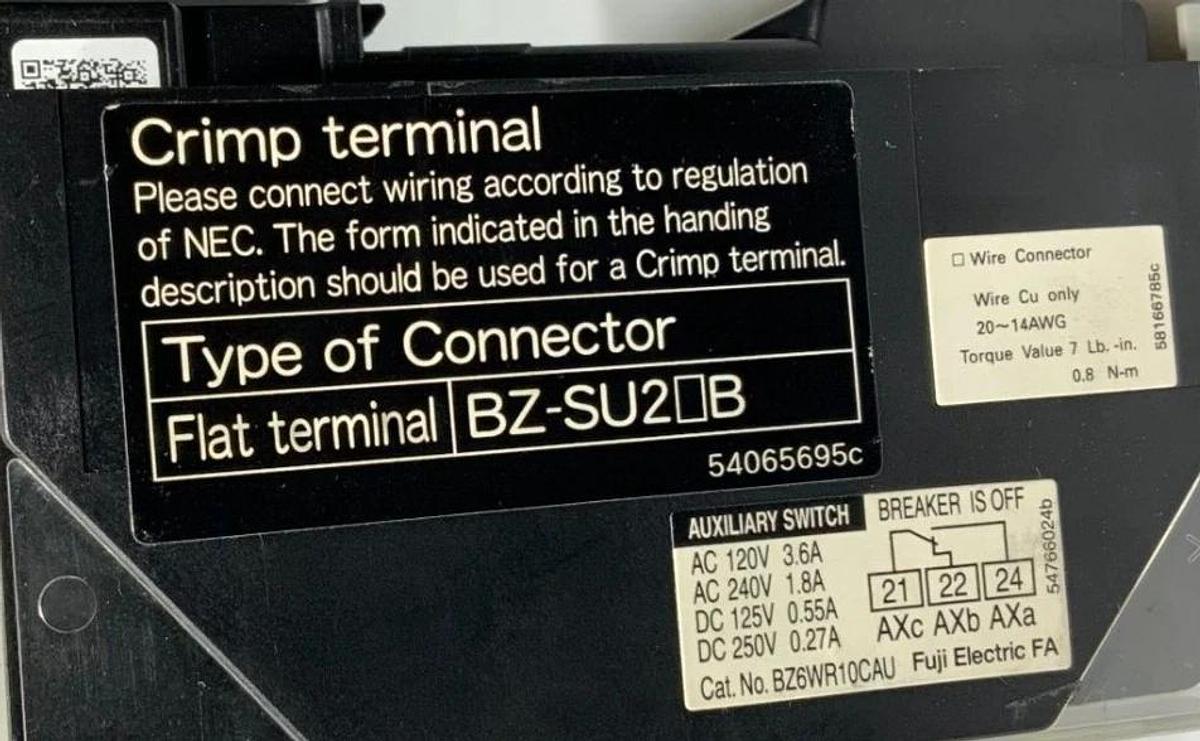 Crimp terminal
Please connect wiring according to regulation
of NEC. The form indicated in the handing
description should be used for a Crimp terminal.
Type of Connector
Flat terminal BZ-SU2□B
54065695c
□ Wire Connector
Wire Cu only
20～14AWG
Torque Value 7 Lb.-in.
0.8 N-m
58166785c
AUXILIARY SWITCH
AC 120V 3.6A
AC 240V 1.8A
DC 125V 0.55A
DC 250V 0.27A
BREAKER IS OFF
21 22 24
AXc AXb AXa
Cat. No. BZ6WR10CAU Fuji Electric FA
54766024b